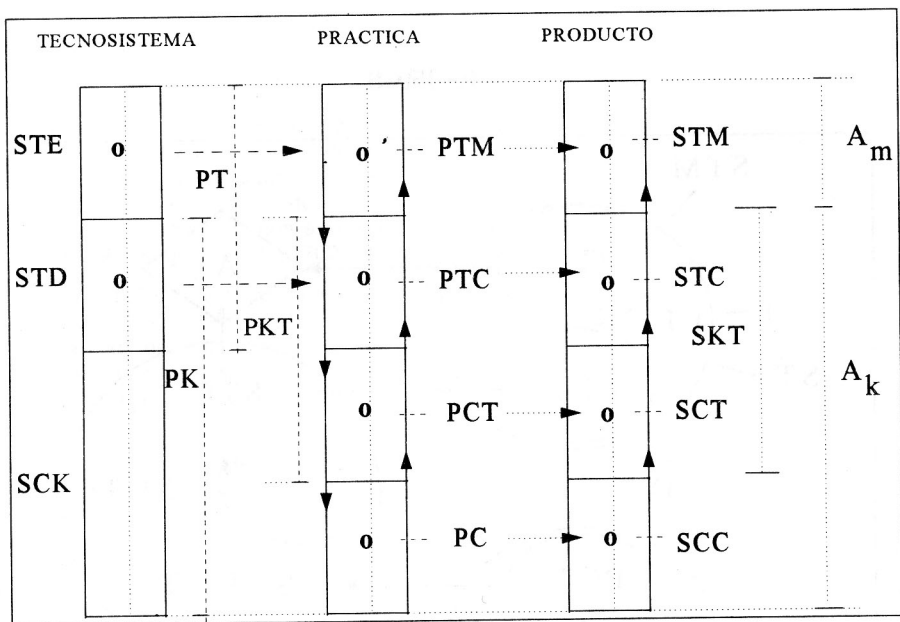 TECNOSISTEMA PRACTICA PRODUCTO
STE O O PTM O STM A_m
PT
STD O O PTC O STC
PKT SKT
PK A_k
O PCT O SCT
SCK
O PC O SCC